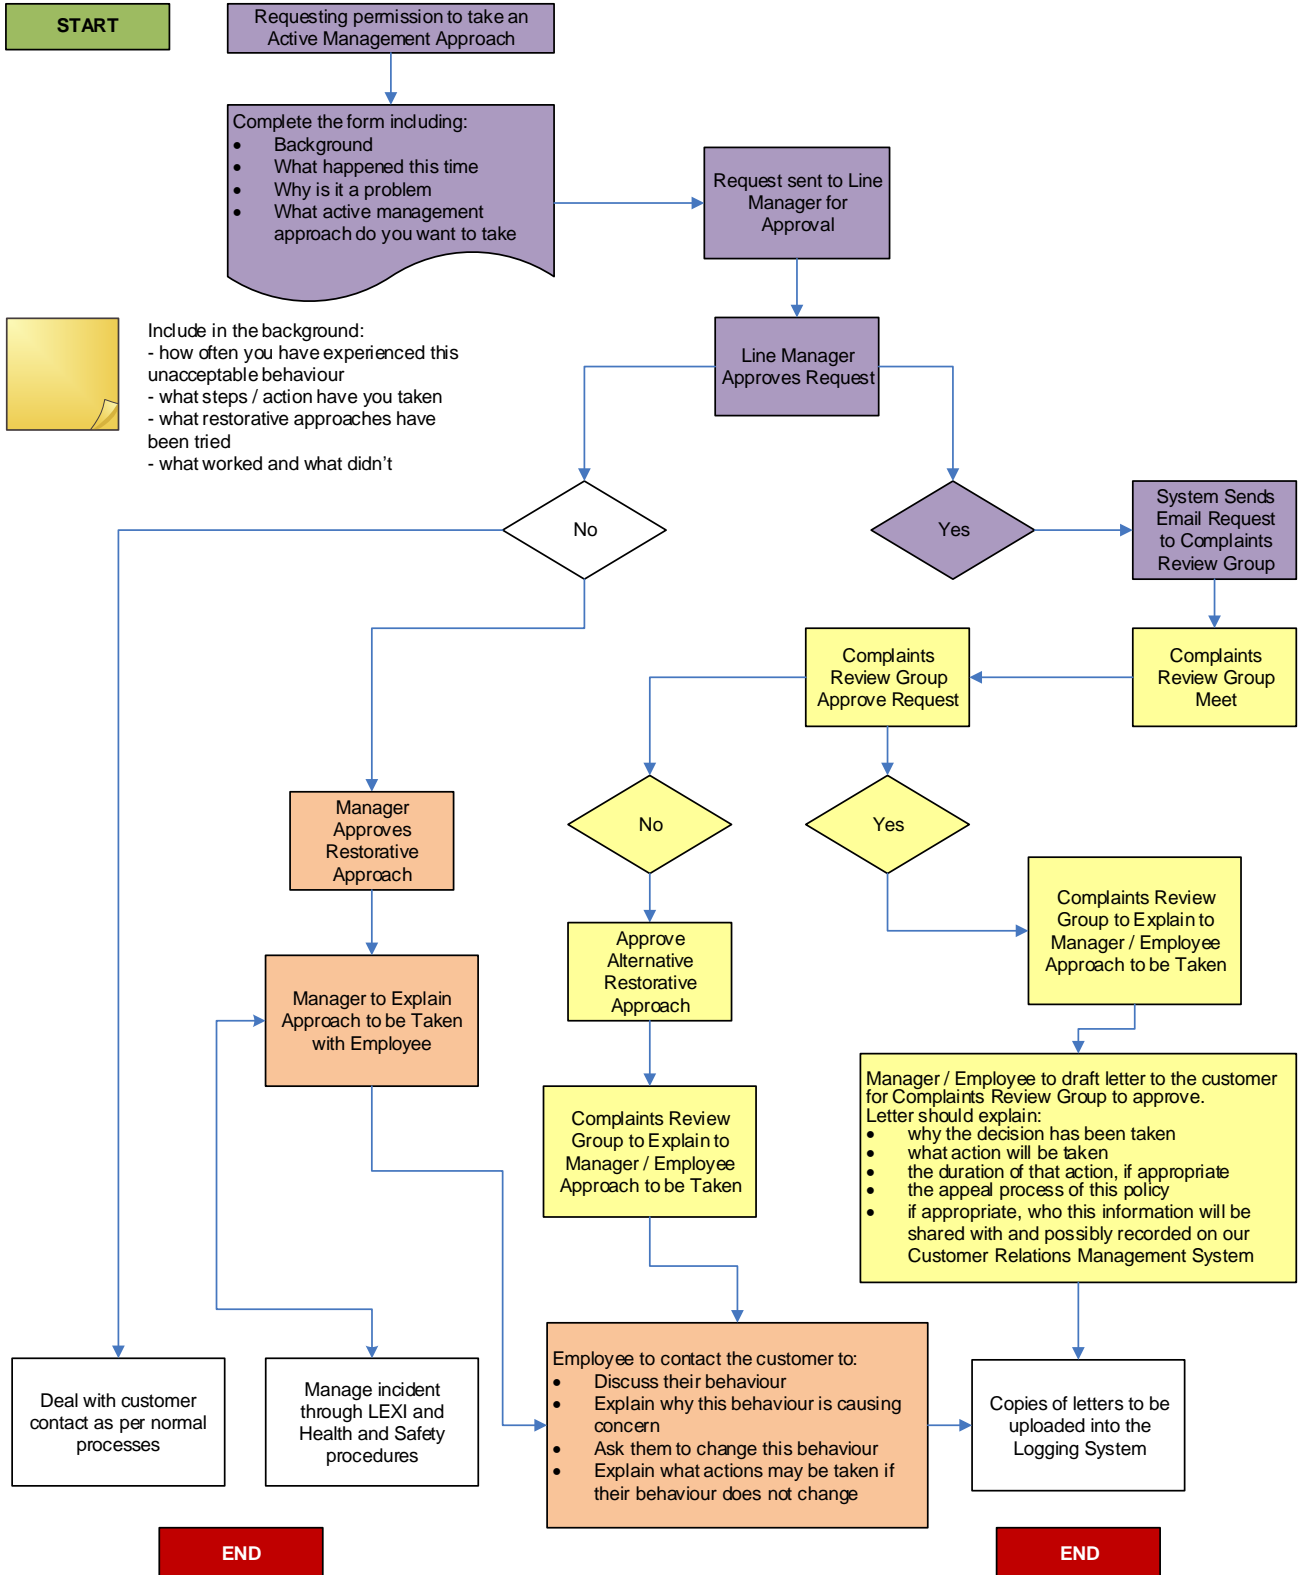 START
Requesting permission to take an
Active Management Approach
Complete the form including:
• Background
• What happened this time
• Why is it a problem
• What active management
approach do you want to take
Request sent to Line
Manager for
Approval
Include in the background:
- how often you have experienced this
unacceptable behaviour
- what steps / action have you taken
- what restorative approaches have
been tried
- what worked and what didn't
Line Manager
Approves Request
No
Yes
System Sends
Email Request
to Complaints
Review Group
Complaints
Review Group
Approve Request
Complaints
Review Group
Meet
Manager
Approves
Restorative
Approach
No
Yes
Complaints Review
Group to Explain to
Manager / Employee
Approach to be Taken
Approve
Alternative
Restorative
Approach
Manager to Explain
Approach to be Taken
with Employee
Complaints Review
Group to Explain to
Manager / Employee
Approach to be Taken
Manager / Employee to draft letter to the customer
for Complaints Review Group to approve.
Letter should explain:
• why the decision has been taken
• what action will be taken
• the duration of that action, if appropriate
• the appeal process of this policy
• if appropriate, who this information will be
shared with and possibly recorded on our
Customer Relations Management System
Deal with customer
contact as per normal
processes
Manage incident
through LEXI and
Health and Safety
procedures
Employee to contact the customer to:
• Discuss their behaviour
• Explain why this behaviour is causing
concern
• Ask them to change this behaviour
• Explain what actions may be taken if
their behaviour does not change
Copies of letters to be
uploaded into the
Logging System
END
END